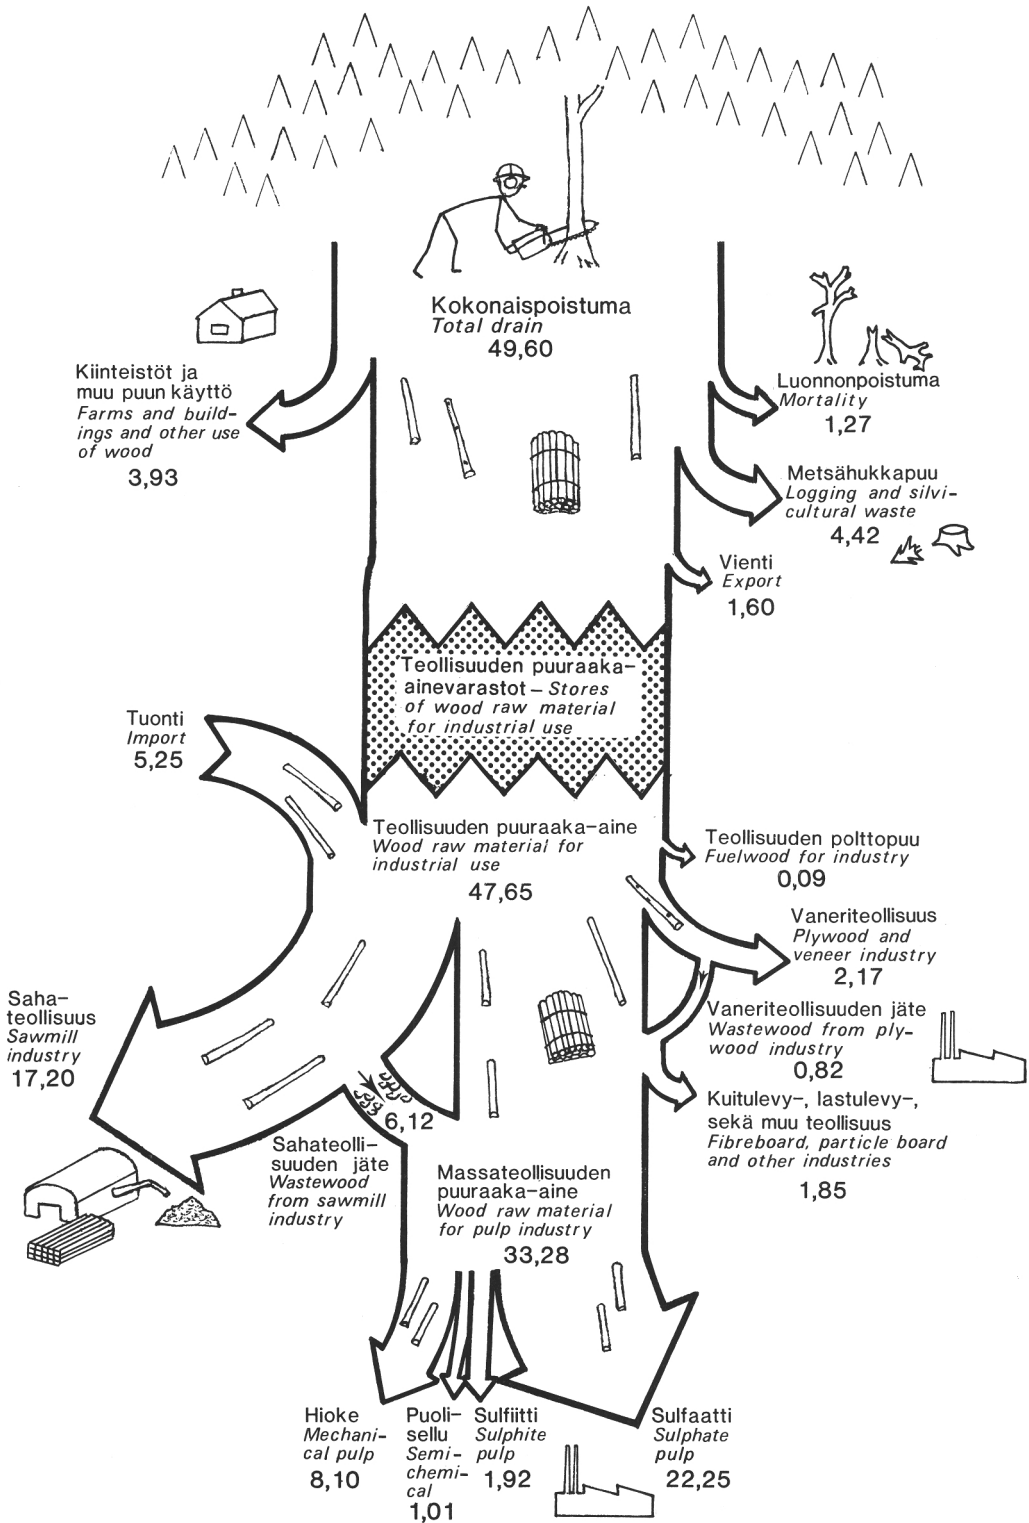 Kokonaispoistuma
Total drain
49,60
Kiinteistöt ja
muu puun käyttö
Farms and build-
ings and other use
of wood
3,93
Luonnonpoistuma
Mortality
1,27
Metsähukkapuu
Logging and silvi-
cultural waste
4,42
Vienti
Export
1,60
Teollisuuden puuraaka-
ainevarastot – Stores
of wood raw material
for industrial use
Tuonti
Import
5,25
Teollisuuden puuraaka-aine
Wood raw material for
industrial use
47,65
Teollisuuden polttopuu
Fuelwood for industry
0,09
Vaneriteollisuus
Plywood and
veneer industry
2,17
Saha-
teollisuus
Sawmill
industry
17,20
Vaneriteollisuuden jäte
Wastewood from ply-
wood industry
0,82
Kuitulevy-, lastulevy-,
sekä muu teollisuus
Fibreboard, particle board
and other industries
1,85
6,12
Sahateolli-
suuden jäte
Wastewood
from sawmill
industry
Massateollisuuden
puuraaka-aine
Wood raw material
for pulp industry
33,28
Hioke
Mechani-
cal pulp
8,10
Puoli-
sellu
Semi-
chemi-
cal
1,01
Sulfiitti
Sulphite
pulp
1,92
Sulfaatti
Sulphate
pulp
22,25